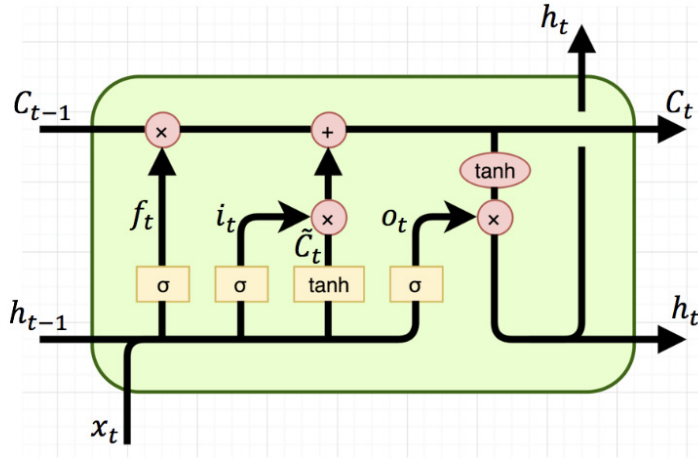 h_t
C_{t-1}
C_t
×
+
tanh
f_t
i_t
×
o_t
×
C̃_t
σ
σ
tanh
σ
h_{t-1}
h_t
x_t